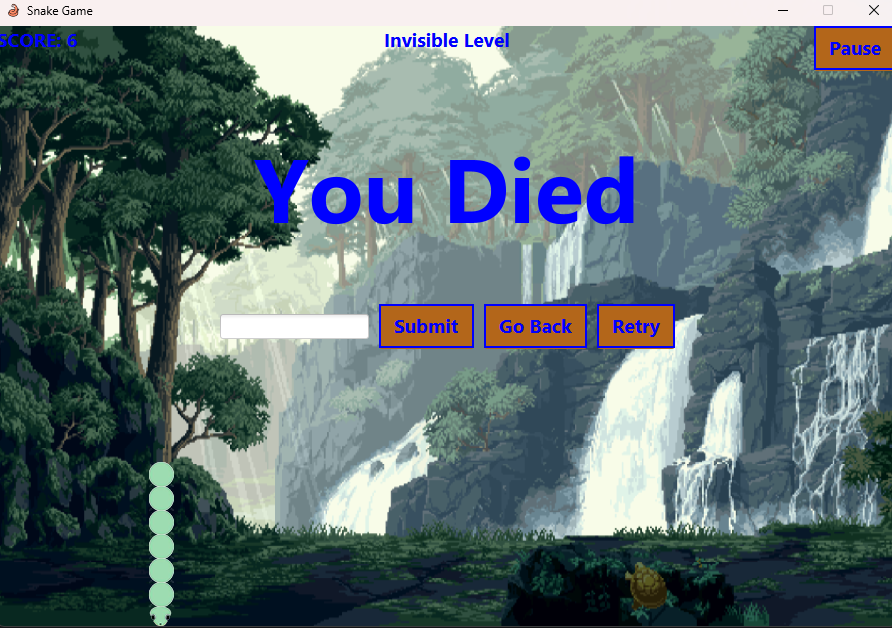 Snake Game
SCORE: 6
Invisible Level
Pause
You Died
Submit
Go Back
Retry